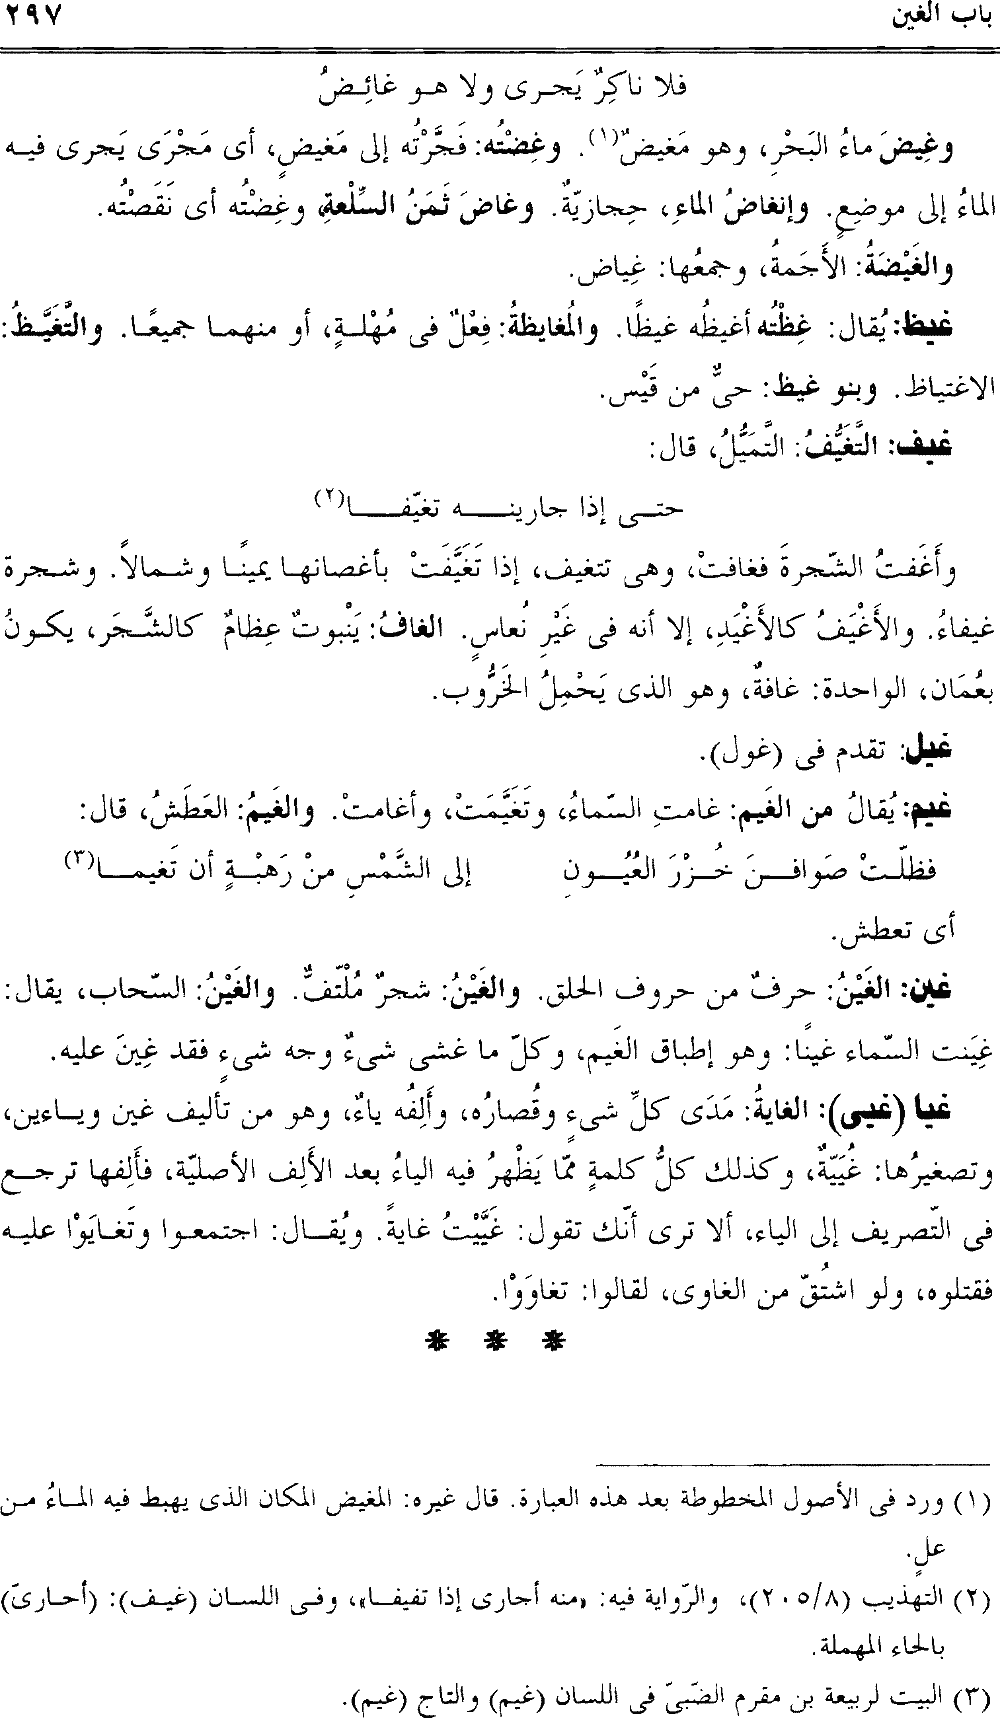 باب الغين ٢٩٧
فلا ناكِرٌ يَجرى ولا هو غائِضُ
وغِيضَ ماءُ البَحْرِ، وهو مَغيضٌ(١). وغِضْتُه: فَجَّرْتُه إلى مَغيضٍ، أى مَجْرَى يَجرى فيه
الماءُ إلى موضِعٍ. وإنغاضُ الماءِ، حِجازيّةٌ. وغاضَ ثَمَنُ السِّلْعةِ، وغِضْتُه أى نَقَصْتُه.
والغَيْضَةُ: الأَجَمةُ، وجمعُها: غِياض.
غيظ: يُقال: غِظْتُه أغيظُه غيظًا. والمُغايظةُ: فِعْلٌ فى مُهْلةٍ، أو منهما جميعًا. والتَّغَيَّظُ:
الاغتياظ. وبنو غيظ: حىٌّ من قَيْس.
غيف: التَّغَيُّفُ: التَّمَيُّلُ، قال:
حتى إذا جارينه تغيّفا(٢)
وأَغَفتُ الشّجرةَ فغافتْ، وهى تتغيف، إذا تَغَيَّفَتْ بأغصانها يمينًا وشمالاً. وشجرة
غيفاءُ. والأَغْيَفُ كالأَغْيَدِ، إلا أنه فى غَيْرِ نُعاسٍ. الغافُ: يَنْبوتٌ عِظامٌ كالشَّجَر، يكونُ
بعُمَان، الواحدة: غافةٌ، وهو الذى يَحْمِلُ الخَرُّوب.
غيل: تقدم فى (غول).
غيم: يُقالُ من الغَيم: غامتِ السّماءُ، وتَغَيَّمَتْ، وأغامتْ. والغَيمُ: العَطَشُ، قال:
فظلّتْ صَوافنَ خُزْرَ العُيُونِ إلى الشَّمْسِ مِنْ رَهبْةٍ أن تَغيما(٣)
أى تعطش.
غين: الغَيْنُ: حرفٌ من حروف الحلق. والغَيْنُ: شجرٌ مُلْتّفٌّ. والغَيْنُ: السّحاب، يقال:
غِيَنت السّماء غينًا: وهو إطباق الغَيم، وكلّ ما غشى شىءٌ وجه شىءٍ فقد غِينَ عليه.
غيا (غيى): الغايةُ: مَدَى كلِّ شىءٍ وقُصارُه، وأَلِفُه ياءٌ، وهو من تأليف غين وياءين،
وتصغيرُها: غُيَيّةٌ، وكذلك كلُّ كلمةٍ ممّا يَظْهرُ فيه الياءُ بعد الأَلِف الأصليّة، فأَلِفها ترجع
فى التّصريف إلى الياء، ألا ترى أنّك تقول: غَيَّيْتُ غايةً. ويُقال: اجتمعوا وتَغايَوْا عليه
فقتلوه، ولو اشتُقّ من الغاوى، لقالوا: تغاوَوْا.
* * *
(١) ورد فى الأصول المخطوطة بعد هذه العبارة. قال غيره: المغيض المكان الذى يهبط فيه الماءُ من
علٍ.
(٢) التهذيب (٢٠٥/٨)، والرّواية فيه: «منه أجارى إذا تفيفا»، وفى اللسان (غيف): (أحارىّ)
بالحاء المهملة.
(٣) البيت لربيعة بن مقرم الضّبىّ فى اللسان (غيم) والتاج (غيم).